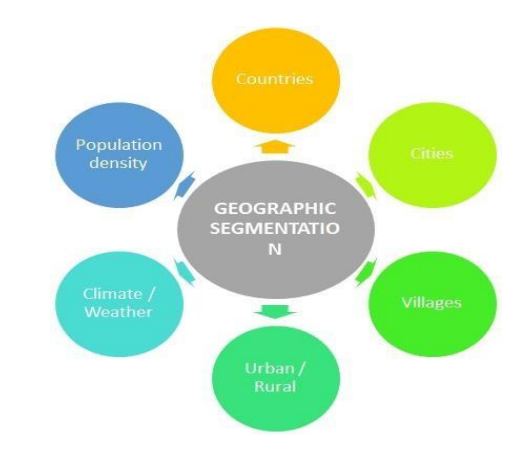 Countries
Population
density
Cities
GEOGRAPHIC
SEGMENTATIO
N
Climate /
Weather
Villages
Urban /
Rural